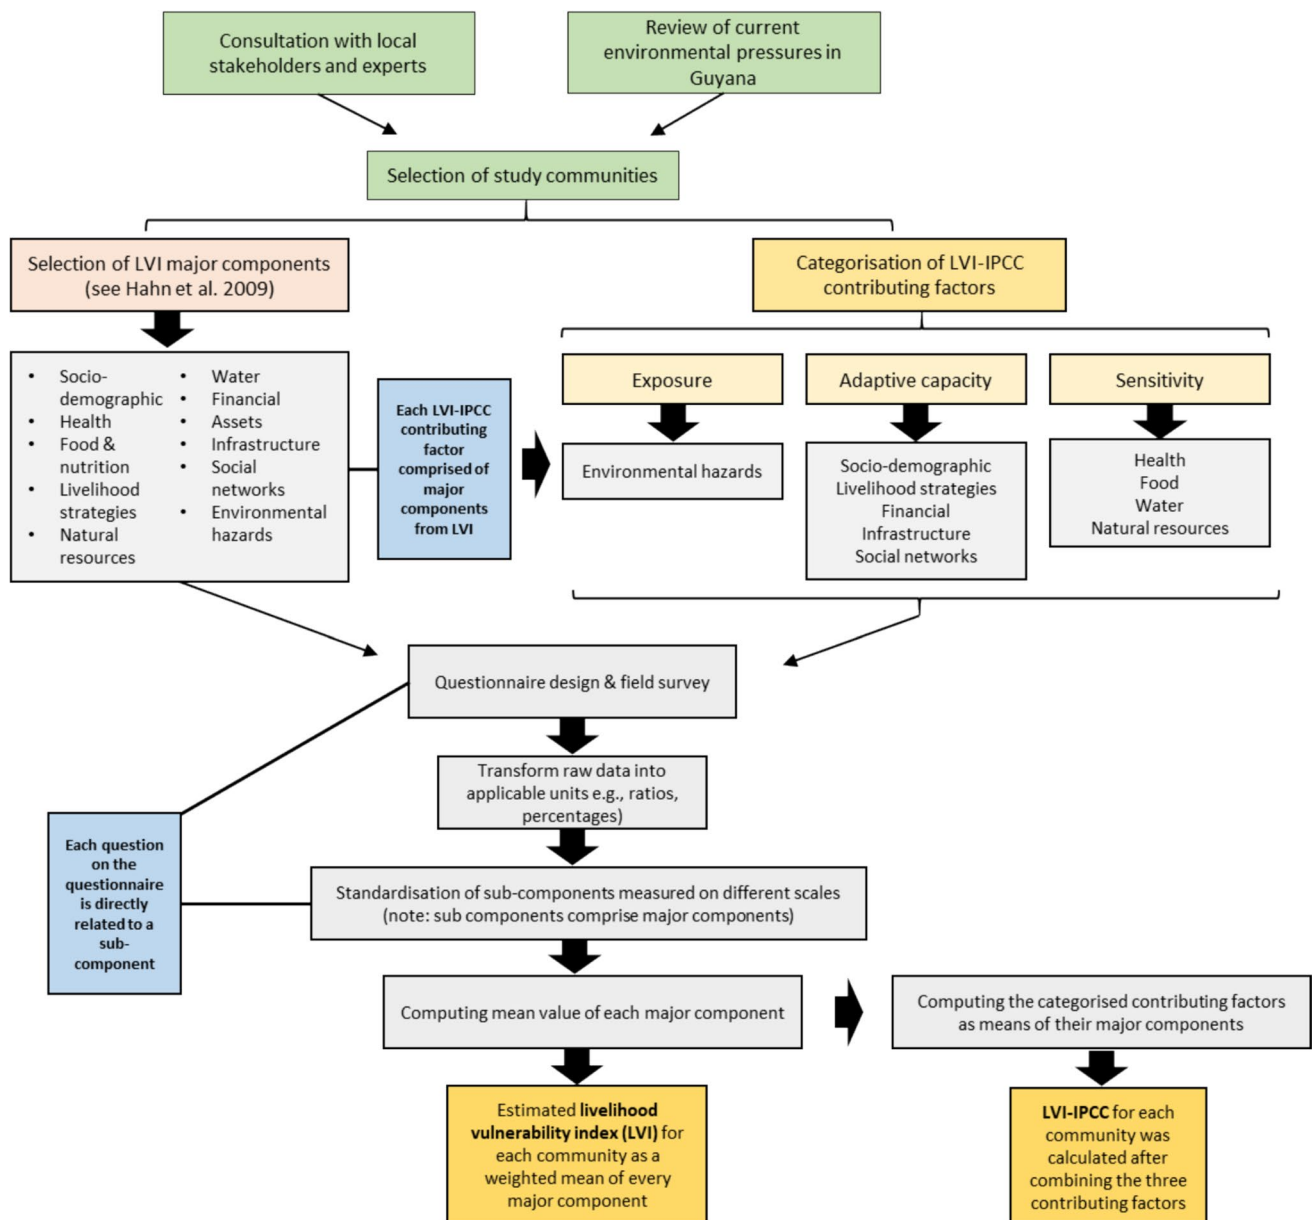 Consultation with local
stakeholders and experts
Review of current
environmental pressures in
Guyana
Selection of study communities
Selection of LVI major components
(see Hahn et al. 2009)
Categorisation of LVI-IPCC
contributing factors
• Socio-
demographic
• Health
• Food &
nutrition
• Livelihood
strategies
• Natural
resources
• Water
• Financial
• Assets
• Infrastructure
• Social
networks
• Environmental
hazards
Each LVI-IPCC
contributing
factor
comprised of
major
components
from LVI
Exposure
Environmental hazards
Adaptive capacity
Socio-demographic
Livelihood strategies
Financial
Infrastructure
Social networks
Sensitivity
Health
Food
Water
Natural resources
Questionnaire design & field survey
Transform raw data into
applicable units e.g., ratios,
percentages)
Each question
on the
questionnaire
is directly
related to a
sub-
component
Standardisation of sub-components measured on different scales
(note: sub components comprise major components)
Computing mean value of each major component
Computing the categorised contributing factors
as means of their major components
Estimated livelihood
vulnerability index (LVI) for
each community as a
weighted mean of every
major component
LVI-IPCC for each
community was
calculated after
combining the three
contributing factors